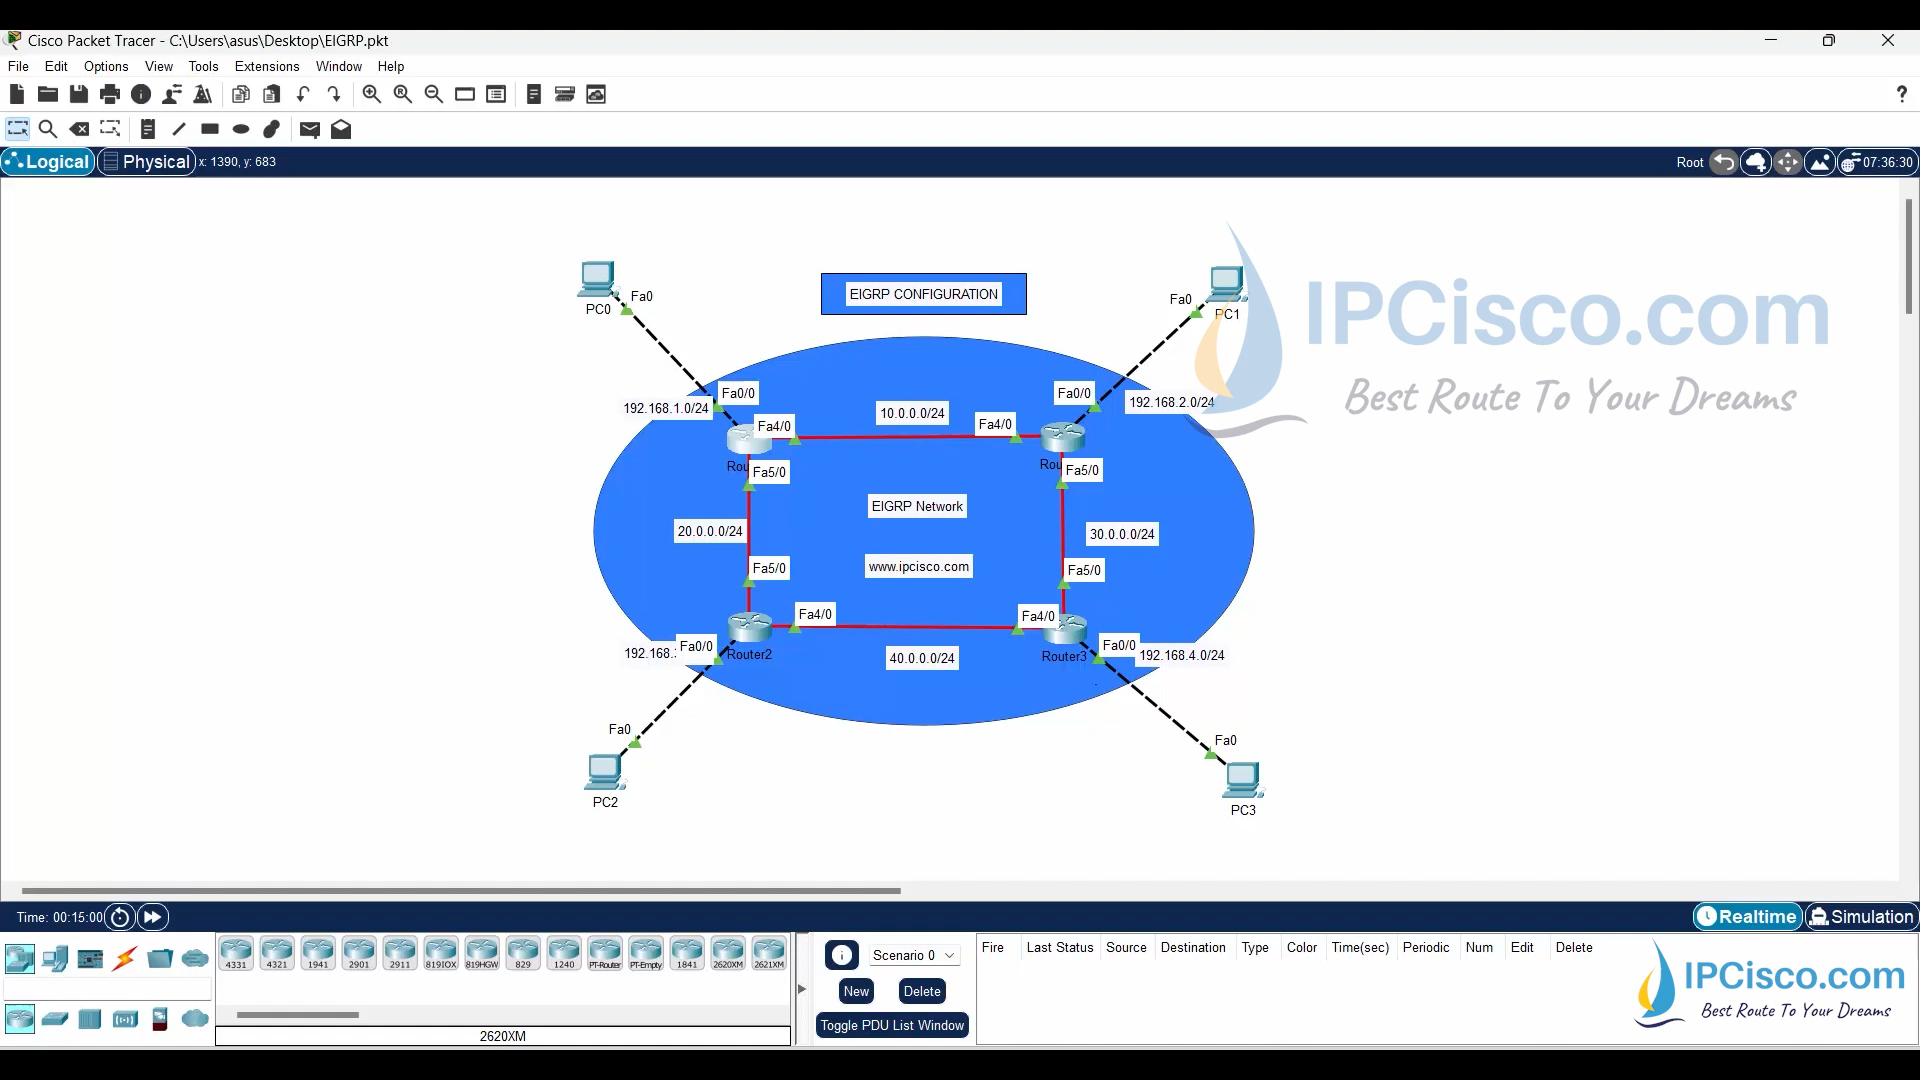 Cisco Packet Tracer - C:\Users\asus\Desktop\EIGRP.pkt
File Edit Options View Tools Extensions Window Help
?
Logical Physical x: 1390, y: 683 Root 07:36:30
IPCisco.com
Best Route To Your Dreams
EIGRP CONFIGURATION
PC0 Fa0
Fa0 PC1
Fa0/0 Fa0/0
192.168.1.0/24 192.168.2.0/24
Fa4/0 10.0.0.0/24 Fa4/0
Rou Rou
Fa5/0 Fa5/0
EIGRP Network
20.0.0.0/24 30.0.0.0/24
www.ipcisco.com
Fa5/0 Fa5/0
Fa4/0 Fa4/0
192.168. Fa0/0 Router2 40.0.0.0/24 Router3 Fa0/0 192.168.4.0/24
Fa0 Fa0
PC2 PC3
Time: 00:15:00 Realtime Simulation
4331 4321 1941 2901 2911 819IOX 819HGW 829 1240 PT-Router PT-Empty 1841 2620XM 2621XM
2620XM
Scenario 0
New Delete
Toggle PDU List Window
Fire Last Status Source Destination Type Color Time(sec) Periodic Num Edit Delete
IPCisco.com
Best Route To Your Dreams